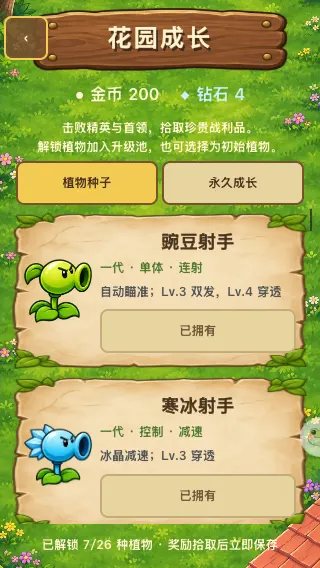 花园成长
金币 200 钻石 4
击败精英与首领，拾取珍贵战利品。
解锁植物加入升级池，也可选择为初始植物。
植物种子 永久成长
豌豆射手
一代 · 单体 · 连射
自动瞄准；Lv.3 双发，Lv.4 穿透
已拥有
寒冰射手
一代 · 控制 · 减速
冰晶减速；Lv.3 穿透
已拥有
已解锁 7/26 种植物 · 奖励拾取后立即保存